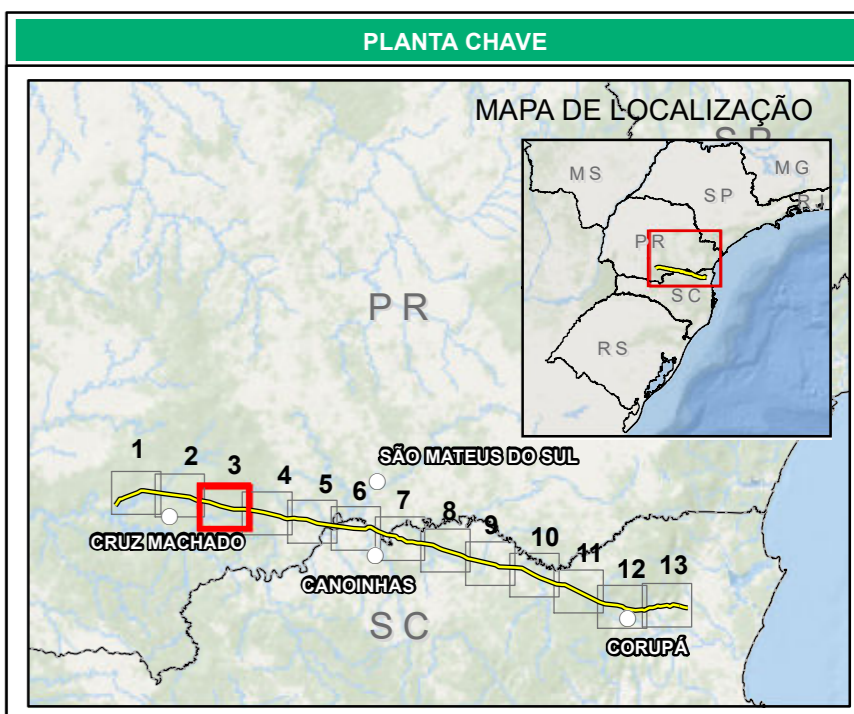 PLANTA CHAVE
MAPA DE LOCALIZAÇÃO
SP
MS
MG
SP
RJ
PR
SC
RS
PR
1
2
3
4
5
6
7
8
9
10
11
12
13
SÃO MATEUS DO SUL
CRUZ MACHADO
CANOINHAS
SC
CORUPÁ